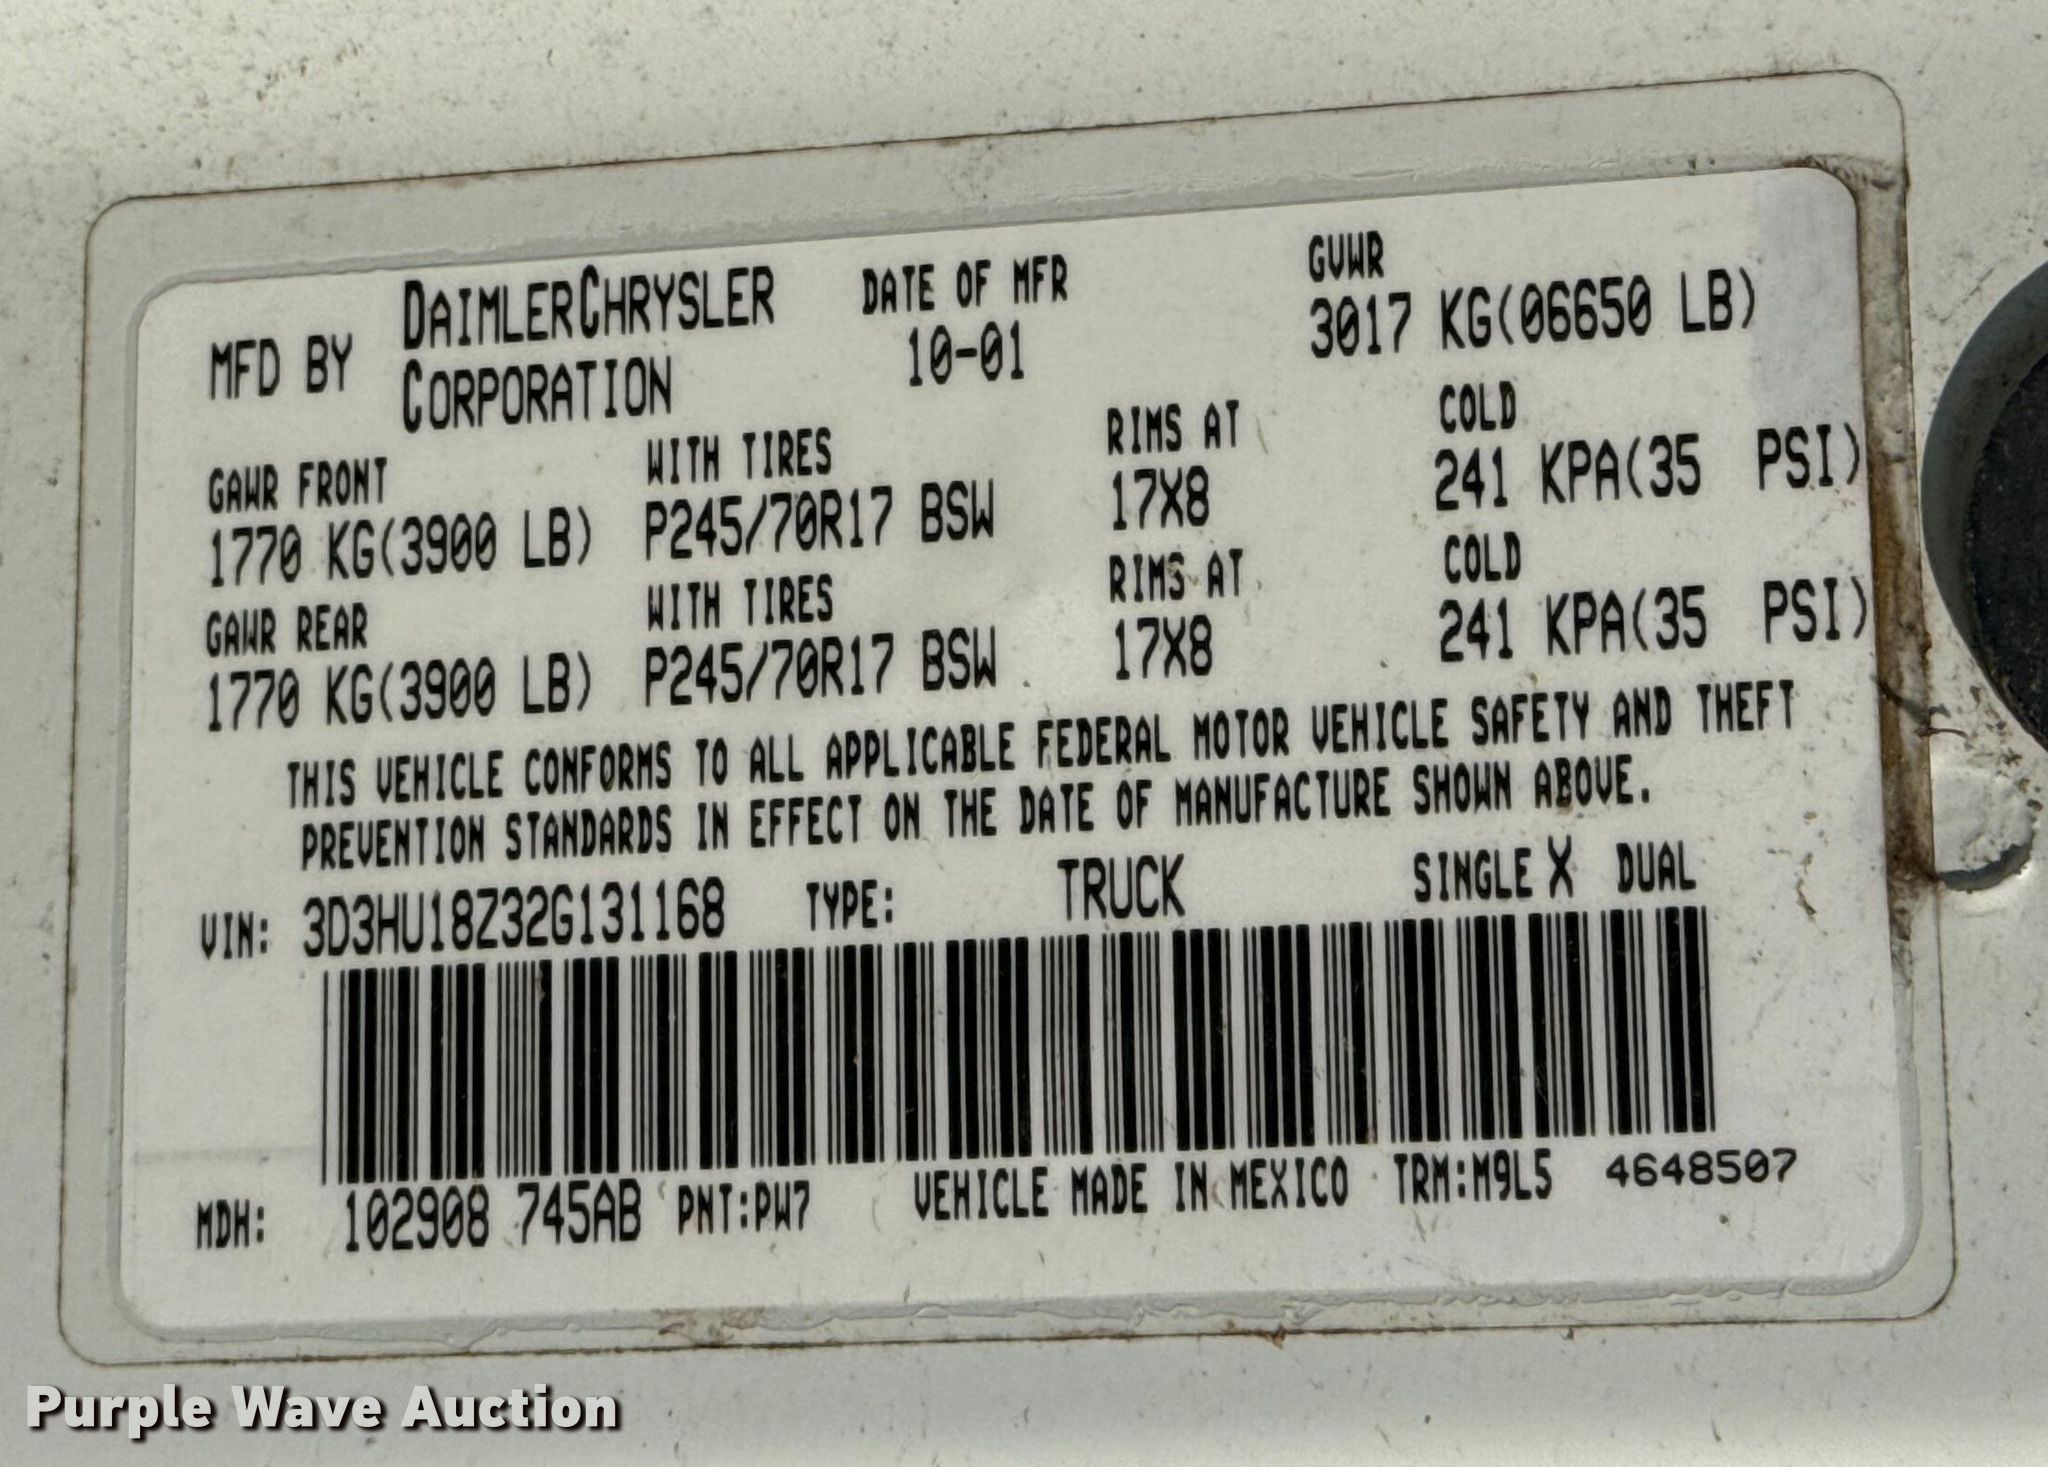 MFD BY DAIMLERCHRYSLER CORPORATION
DATE OF MFR
10-01
GVWR
3017 KG(06650 LB)
GAWR FRONT WITH TIRES RIMS AT COLD
1770 KG(3900 LB) P245/70R17 BSW 17X8 241 KPA(35 PSI)
GAWR REAR WITH TIRES RIMS AT COLD
1770 KG(3900 LB) P245/70R17 BSW 17X8 241 KPA(35 PSI)
THIS VEHICLE CONFORMS TO ALL APPLICABLE FEDERAL MOTOR VEHICLE SAFETY AND THEFT
PREVENTION STANDARDS IN EFFECT ON THE DATE OF MANUFACTURE SHOWN ABOVE.
VIN: 3D3HU18Z32G131168 TYPE: TRUCK SINGLE X DUAL
MDH: 102908 745AB PNT:PW7 VEHICLE MADE IN MEXICO TRM:M9L5 4648507
Purple Wave Auction